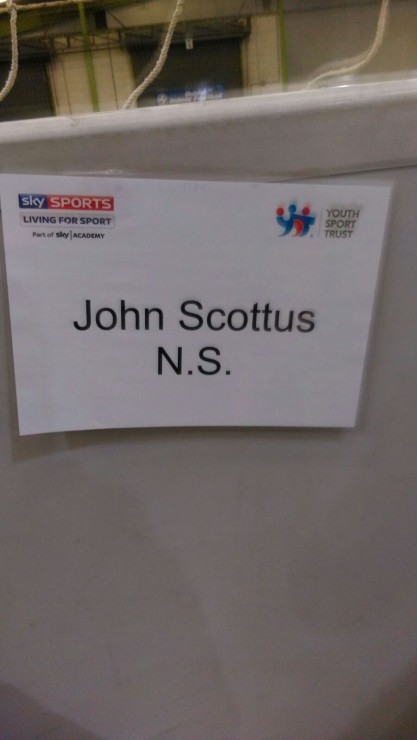 sky SPORTS
LIVING FOR SPORT
Part of sky ACADEMY
YOUTH
SPORT
TRUST
John Scottus
N.S.